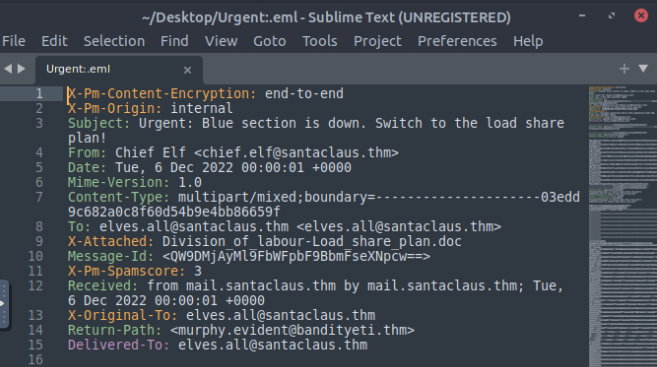 ~/Desktop/Urgent:.eml - Sublime Text (UNREGISTERED)
File Edit Selection Find View Goto Tools Project Preferences Help
Urgent:.eml
1 X-Pm-Content-Encryption: end-to-end
2 X-Pm-Origin: internal
3 Subject: Urgent: Blue section is down. Switch to the load share
plan!
4 From: Chief Elf <chief.elf@santaclaus.thm>
5 Date: Tue, 6 Dec 2022 00:00:01 +0000
6 Mime-Version: 1.0
7 Content-Type: multipart/mixed;boundary=---------------------03edd
9c682a0c8f60d54b9e4bb86659f
8 To: elves.all@santaclaus.thm <elves.all@santaclaus.thm>
9 X-Attached: Division_of_labour-Load_share_plan.doc
10 Message-Id: <QW9DMjAyMl9FbWFpbF9BbmFseXNpcw==>
11 X-Pm-Spamscore: 3
12 Received: from mail.santaclaus.thm by mail.santaclaus.thm; Tue,
6 Dec 2022 00:00:01 +0000
13 X-Original-To: elves.all@santaclaus.thm
14 Return-Path: <murphy.evident@bandityeti.thm>
15 Delivered-To: elves.all@santaclaus.thm
16